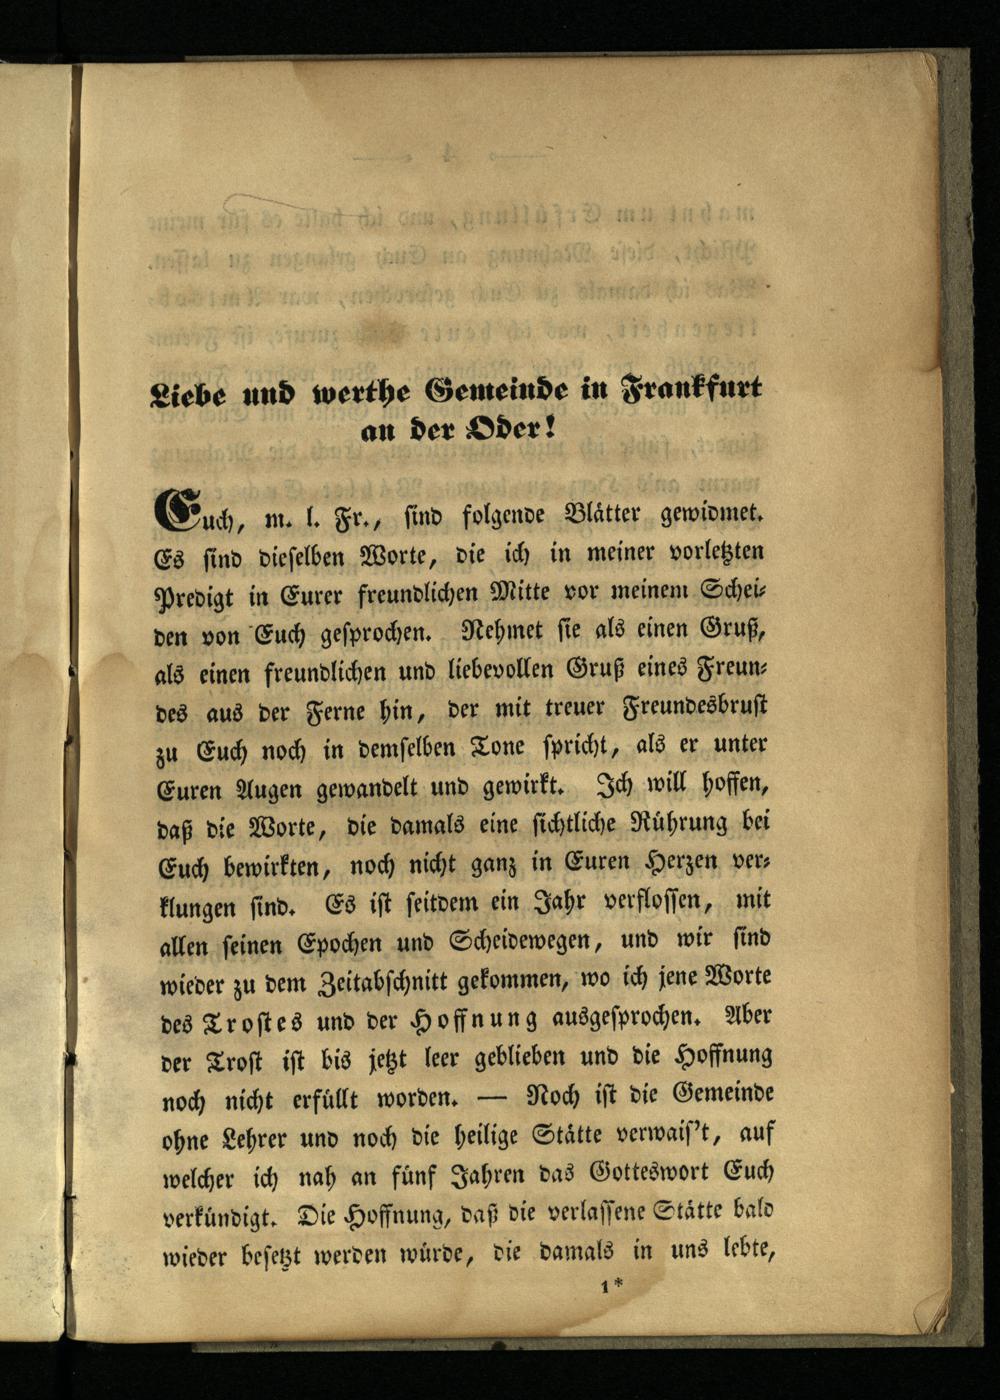 Liebe und werthe Gemeinde in Frankfurt
an der Oder!
Euch, m. l. Fr., sind folgende Blätter gewidmet.
Es sind dieselben Worte, die ich in meiner vorletzten
Predigt in Eurer freundlichen Mitte vor meinem Schei-
den von Euch gesprochen. Nehmet sie als einen Gruß,
als einen freundlichen und liebevollen Gruß eines Freun-
des aus der Ferne hin, der mit treuer Freundesbrust
zu Euch noch in demselben Tone spricht, als er unter
Euren Augen gewandelt und gewirkt. Ich will hoffen,
daß die Worte, die damals eine sichtliche Rührung bei
Euch bewirkten, noch nicht ganz in Euren Herzen ver-
klungen sind. Es ist seitdem ein Jahr verflossen, mit
allen seinen Epochen und Scheidewegen, und wir sind
wieder zu dem Zeitabschnitt gekommen, wo ich jene Worte
des Trostes und der Hoffnung ausgesprochen. Aber
der Trost ist bis jetzt leer geblieben und die Hoffnung
noch nicht erfüllt worden. — Noch ist die Gemeinde
ohne Lehrer und noch die heilige Stätte verwais't, auf
welcher ich nah an fünf Jahren das Gotteswort Euch
verkündigt. Die Hoffnung, daß die verlassene Stätte bald
wieder besetzt werden würde, die damals in uns lebte,
1*